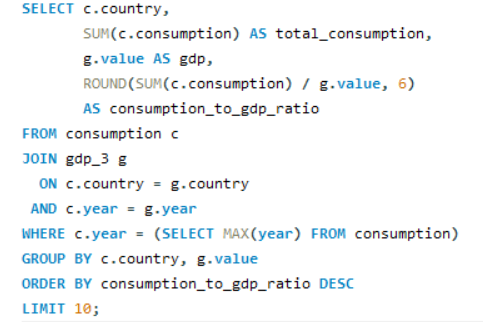 SELECT c.country,
SUM(c.consumption) AS total_consumption,
g.value AS gdp,
ROUND(SUM(c.consumption) / g.value, 6)
AS consumption_to_gdp_ratio
FROM consumption c
JOIN gdp_3 g
ON c.country = g.country
AND c.year = g.year
WHERE c.year = (SELECT MAX(year) FROM consumption)
GROUP BY c.country, g.value
ORDER BY consumption_to_gdp_ratio DESC
LIMIT 10;